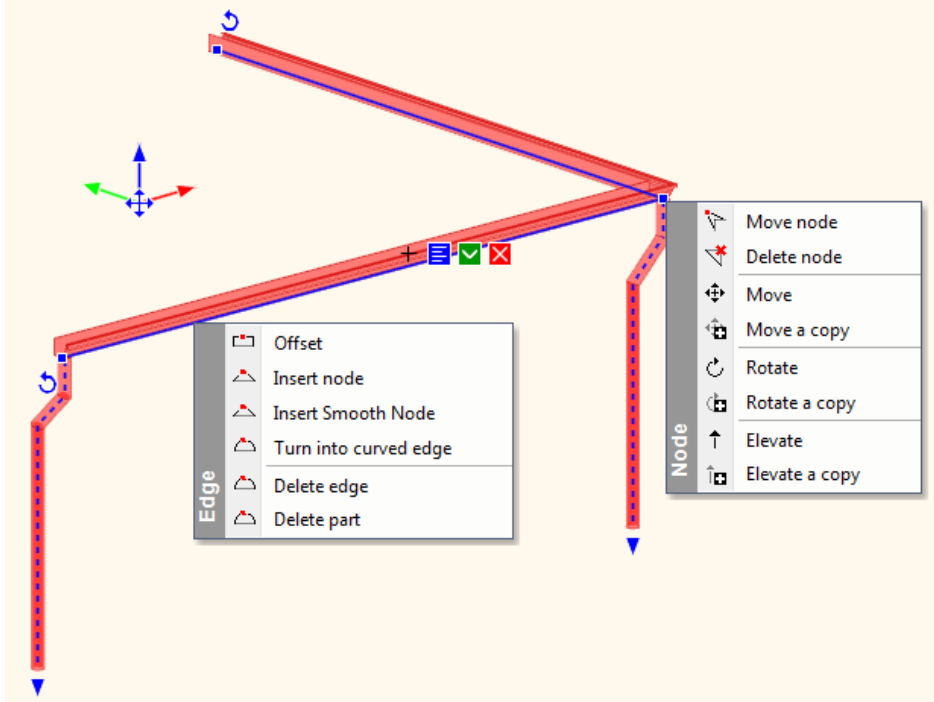 Node
Move node
Delete node
Move
Move a copy
Rotate
Rotate a copy
Elevate
Elevate a copy
Edge
Offset
Insert node
Insert Smooth Node
Turn into curved edge
Delete edge
Delete part